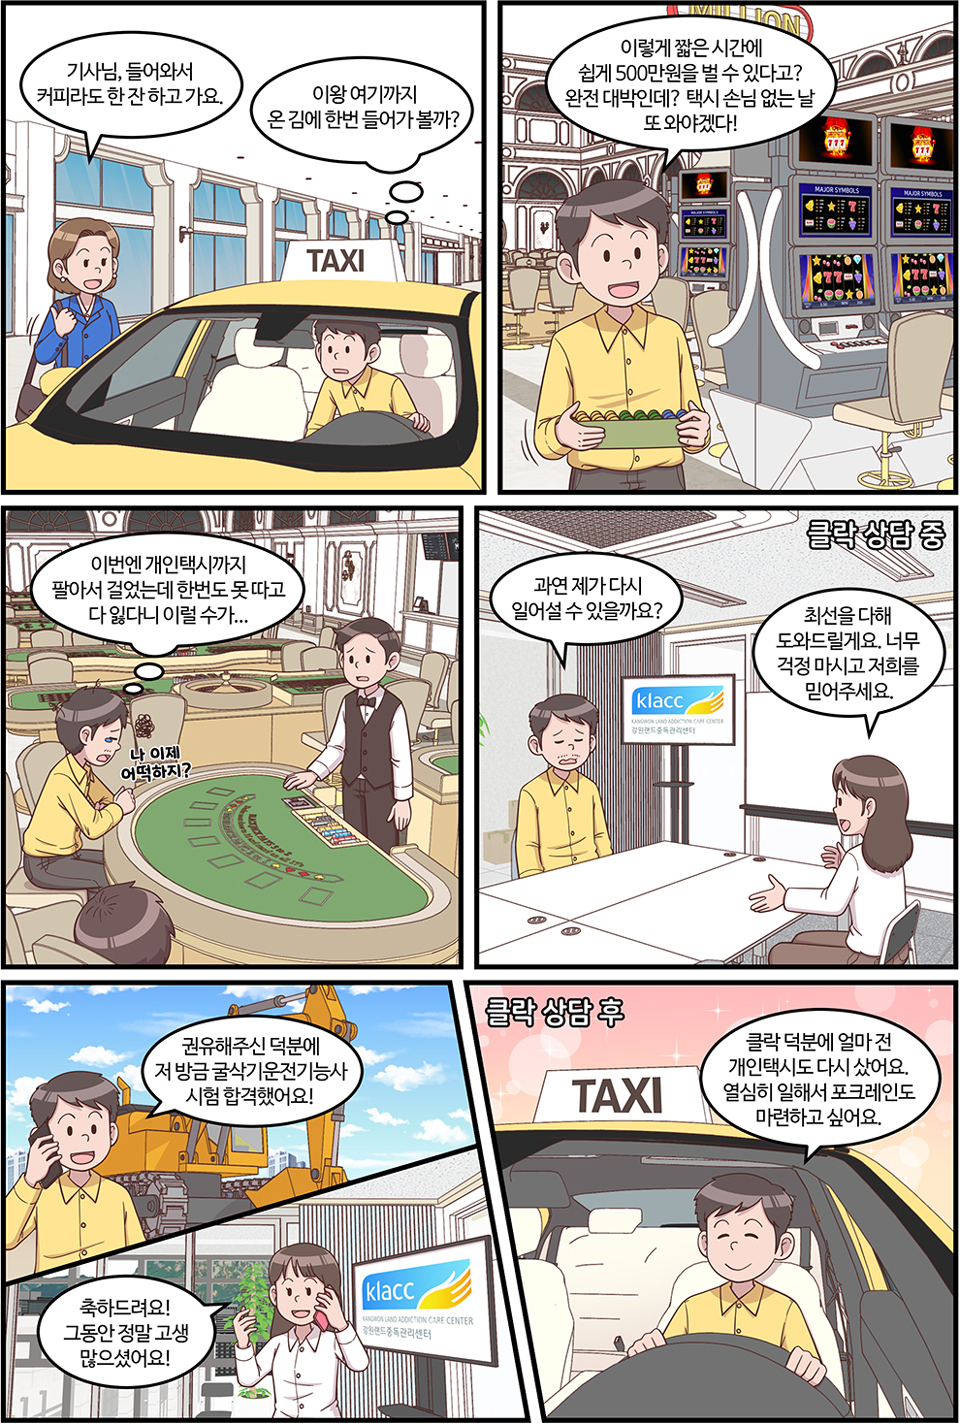 기사님, 들어와서
커피라도 한 잔 하고 가요.
이왕 여기까지
온 김에 한번 들어가 볼까?
TAXI
MILLION
이렇게 짧은 시간에
쉽게 500만원을 벌 수 있다고?
완전 대박인데? 택시 손님 없는 날
또 와야겠다!
MAJOR SYMBOLS
MAJOR SYMBOLS
이번엔 개인택시까지
팔아서 걸었는데 한번도 못 따고
다 잃다니 이럴 수가...
나 이제
어떡하지?
클락 상담 중
과연 제가 다시
일어설 수 있을까요?
최선을 다해
도와드릴게요. 너무
걱정 마시고 저희를
믿어주세요.
klacc
KANGWON LAND ADDICTION CARE CENTER
강원랜드중독관리센터
권유해주신 덕분에
저 방금 굴삭기운전기능사
시험 합격했어요!
축하드려요!
그동안 정말 고생
많으셨어요!
klacc
KANGWON LAND ADDICTION CARE CENTER
강원랜드중독관리센터
클락 상담 후
클락 덕분에 얼마 전
개인택시도 다시 샀어요.
열심히 일해서 포크레인도
마련하고 싶어요.
TAXI